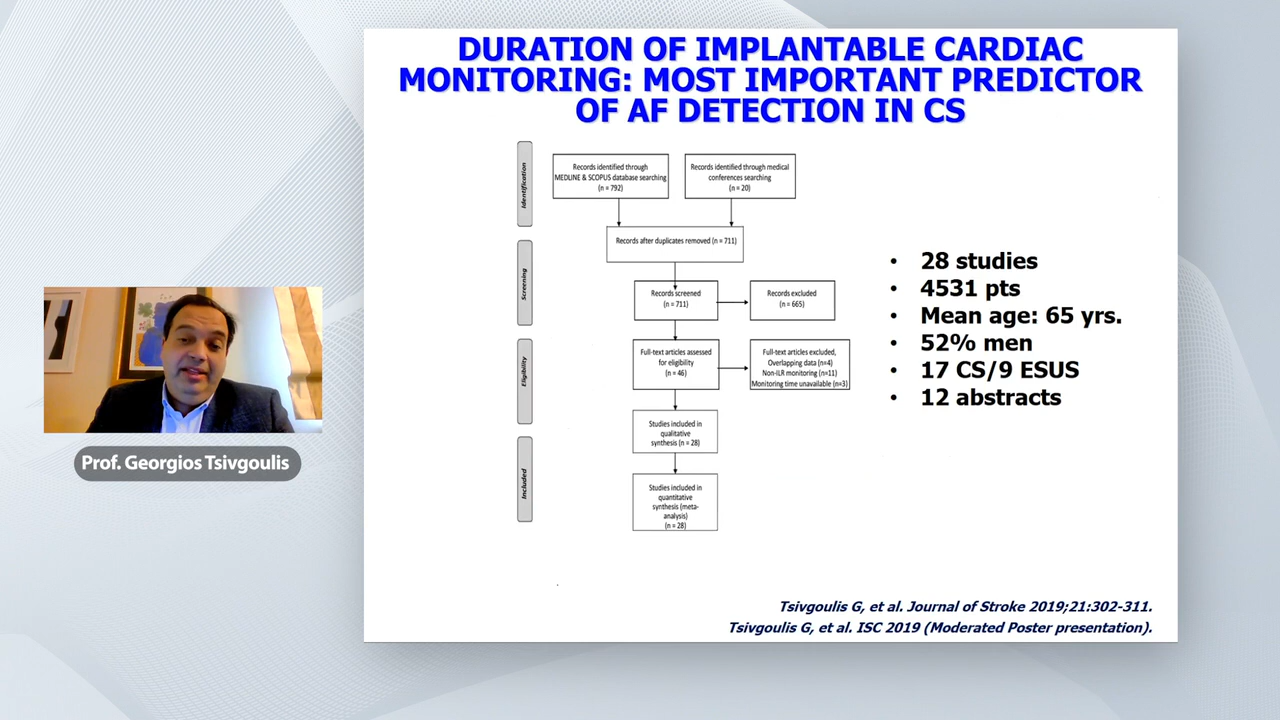 DURATION OF IMPLANTABLE CARDIAC
MONITORING: MOST IMPORTANT PREDICTOR
OF AF DETECTION IN CS
Identification
Records identified through
MEDLINE & SCOPUS database searching
(n = 792)
Records identified through medical
conferences searching
(n = 20)
Records after duplicates removed (n = 711)
Screening
Records screened
(n = 711)
Records excluded
(n = 665)
Eligibility
Full-text articles assessed
for eligibility
(n = 46)
Full-text articles excluded,
Overlapping data (n=4)
Non-ILR monitoring (n=11)
Monitoring time unavailable (n=3)
Studies included in
qualitative
synthesis (n = 28)
Included
Studies included in
quantitative
synthesis (meta-
analysis)
(n = 28)
• 28 studies
• 4531 pts
• Mean age: 65 yrs.
• 52% men
• 17 CS/9 ESUS
• 12 abstracts
Prof. Georgios Tsivgoulis
Tsivgoulis G, et al. Journal of Stroke 2019;21:302-311.
Tsivgoulis G, et al. ISC 2019 (Moderated Poster presentation).